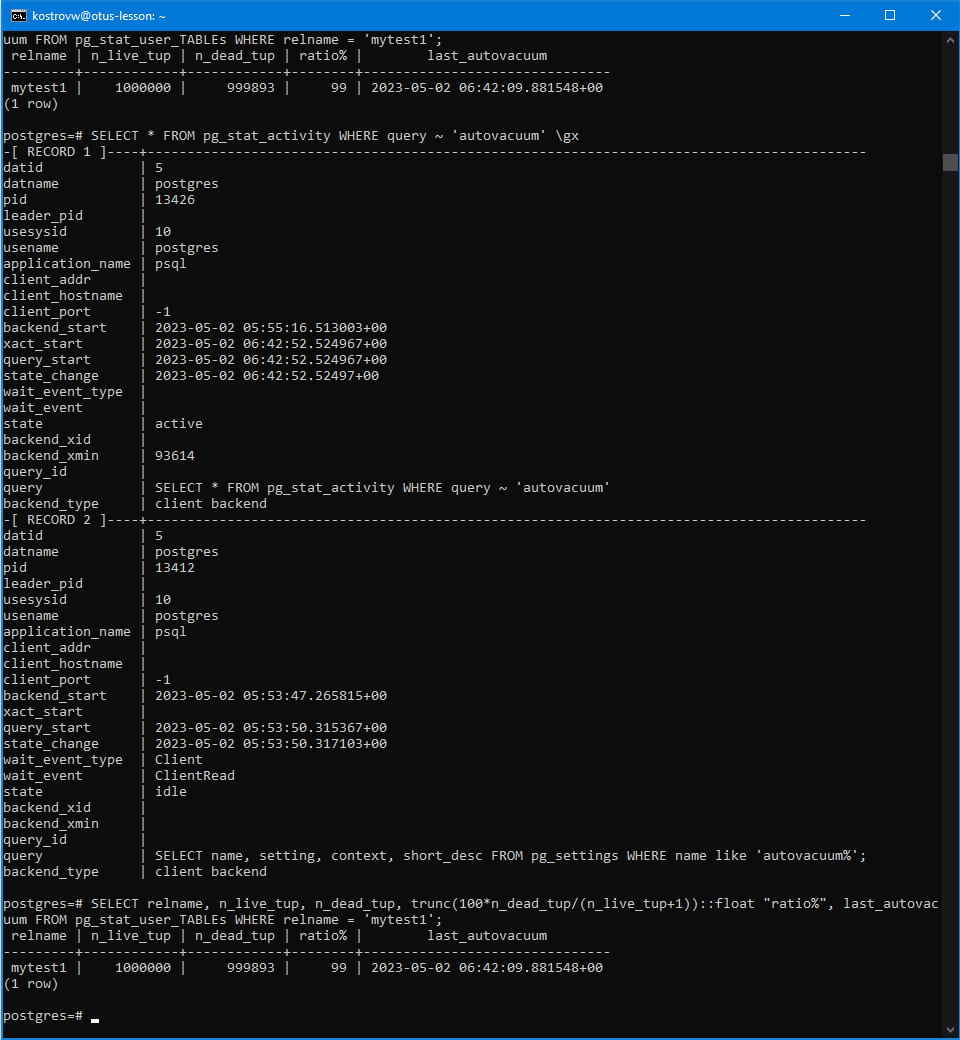 kostrovw@otus-lesson: ~
uum FROM pg_stat_user_TABLEs WHERE relname = 'mytest1';
 relname | n_live_tup | n_dead_tup | ratio% |        last_autovacuum
---------+------------+------------+--------+-------------------------------
 mytest1 |    1000000 |     999893 |     99 | 2023-05-02 06:42:09.881548+00
(1 row)
postgres=# SELECT * FROM pg_stat_activity WHERE query ~ 'autovacuum' \gx
-[ RECORD 1 ]----+------------------------------------------------------------------------------------------
datid            | 5
datname          | postgres
pid              | 13426
leader_pid       |
usesysid         | 10
usename          | postgres
application_name | psql
client_addr      |
client_hostname  |
client_port      | -1
backend_start    | 2023-05-02 05:55:16.513003+00
xact_start       | 2023-05-02 06:42:52.524967+00
query_start      | 2023-05-02 06:42:52.524967+00
state_change     | 2023-05-02 06:42:52.52497+00
wait_event_type  |
wait_event       |
state            | active
backend_xid      |
backend_xmin     | 93614
query_id         |
query            | SELECT * FROM pg_stat_activity WHERE query ~ 'autovacuum'
backend_type     | client backend
-[ RECORD 2 ]----+------------------------------------------------------------------------------------------
datid            | 5
datname          | postgres
pid              | 13412
leader_pid       |
usesysid         | 10
usename          | postgres
application_name | psql
client_addr      |
client_hostname  |
client_port      | -1
backend_start    | 2023-05-02 05:53:47.265815+00
xact_start       |
query_start      | 2023-05-02 05:53:50.315367+00
state_change     | 2023-05-02 05:53:50.317103+00
wait_event_type  | Client
wait_event       | ClientRead
state            | idle
backend_xid      |
backend_xmin     |
query_id         |
query            | SELECT name, setting, context, short_desc FROM pg_settings WHERE name like 'autovacuum%';
backend_type     | client backend
postgres=# SELECT relname, n_live_tup, n_dead_tup, trunc(100*n_dead_tup/(n_live_tup+1))::float "ratio%", last_autovac
uum FROM pg_stat_user_TABLEs WHERE relname = 'mytest1';
 relname | n_live_tup | n_dead_tup | ratio% |        last_autovacuum
---------+------------+------------+--------+-------------------------------
 mytest1 |    1000000 |     999893 |     99 | 2023-05-02 06:42:09.881548+00
(1 row)
postgres=#